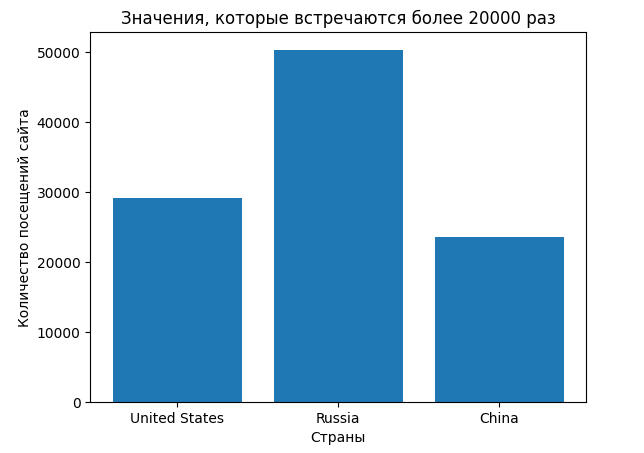 Значения, которые встречаются более 20000 раз
Количество посещений сайта
50000
40000
30000
20000
10000
0
United States
Russia
China
Страны